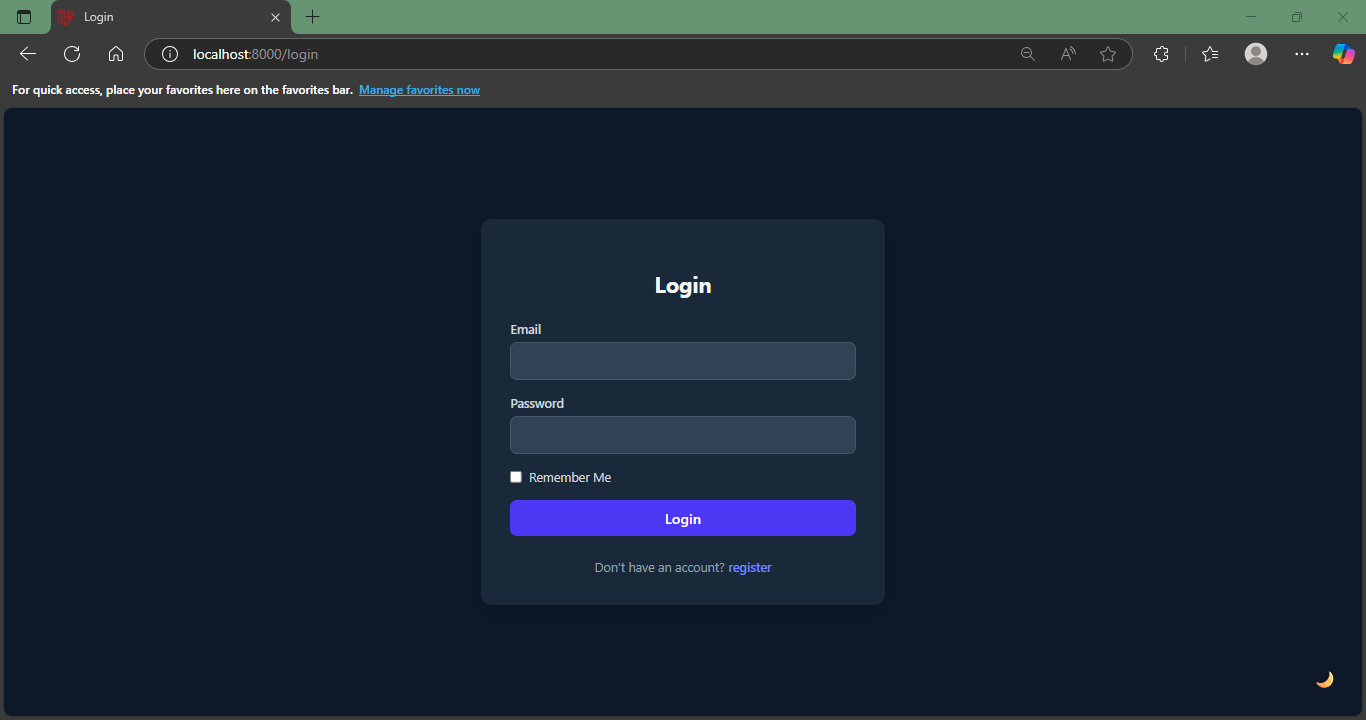 Login
localhost:8000/login
For quick access, place your favorites here on the favorites bar. Manage favorites now
Login
Email
Password
Remember Me
Login
Don't have an account? register